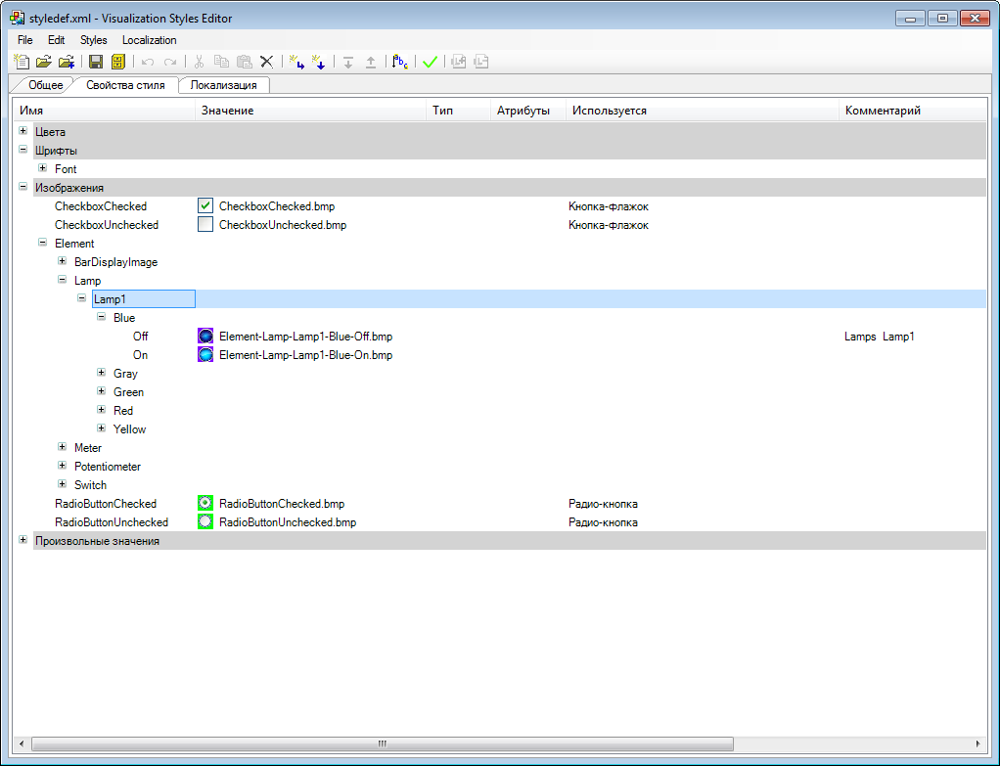 styledef.xml - Visualization Styles Editor
File Edit Styles Localization
Общее Свойства стиля Локализация
Имя Значение Тип Атрибуты Используется Комментарий
Цвета
Шрифты
Font
Изображения
CheckboxChecked CheckboxChecked.bmp Кнопка-флажок
CheckboxUnchecked CheckboxUnchecked.bmp Кнопка-флажок
Element
BarDisplayImage
Lamp
Lamp1
Blue
Off Element-Lamp-Lamp1-Blue-Off.bmp Lamps Lamp1
On Element-Lamp-Lamp1-Blue-On.bmp
Gray
Green
Red
Yellow
Meter
Potentiometer
Switch
RadioButtonChecked RadioButtonChecked.bmp Радио-кнопка
RadioButtonUnchecked RadioButtonUnchecked.bmp Радио-кнопка
Произвольные значения